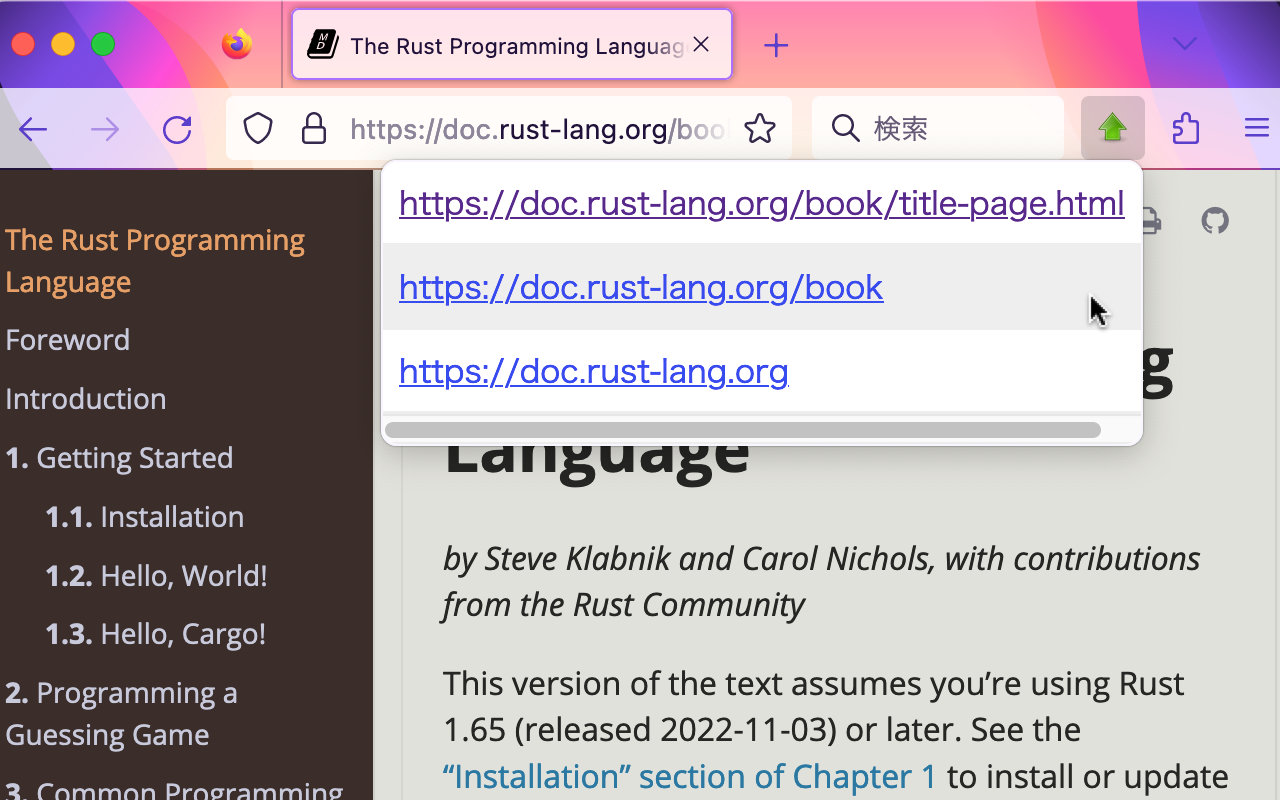 The Rust Programming Languag
https://doc.rust-lang.org/boo
検索
https://doc.rust-lang.org/book/title-page.html
https://doc.rust-lang.org/book
https://doc.rust-lang.org
The Rust Programming
Language
Foreword
Introduction
1. Getting Started
1.1. Installation
1.2. Hello, World!
1.3. Hello, Cargo!
2. Programming a
Guessing Game
3. Common Programming
g
Language
by Steve Klabnik and Carol Nichols, with contributions
from the Rust Community
This version of the text assumes you’re using Rust
1.65 (released 2022-11-03) or later. See the
“Installation” section of Chapter 1 to install or update